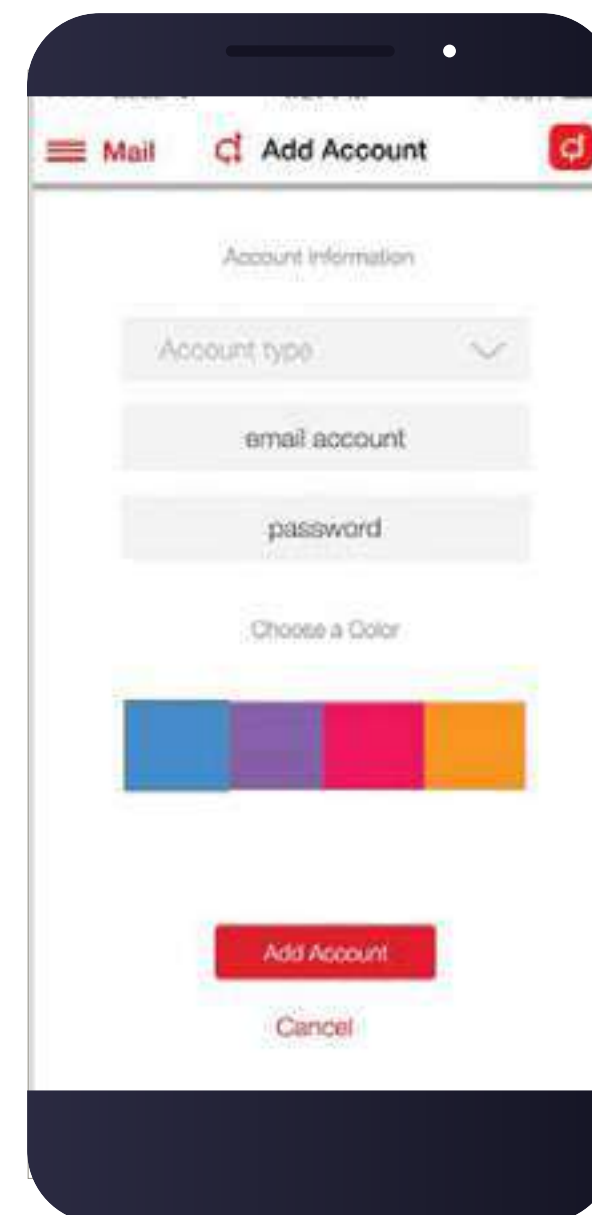 Mail
Add Account
Account Information
Account type
email account
password
Choose a Color
Add Account
Cancel